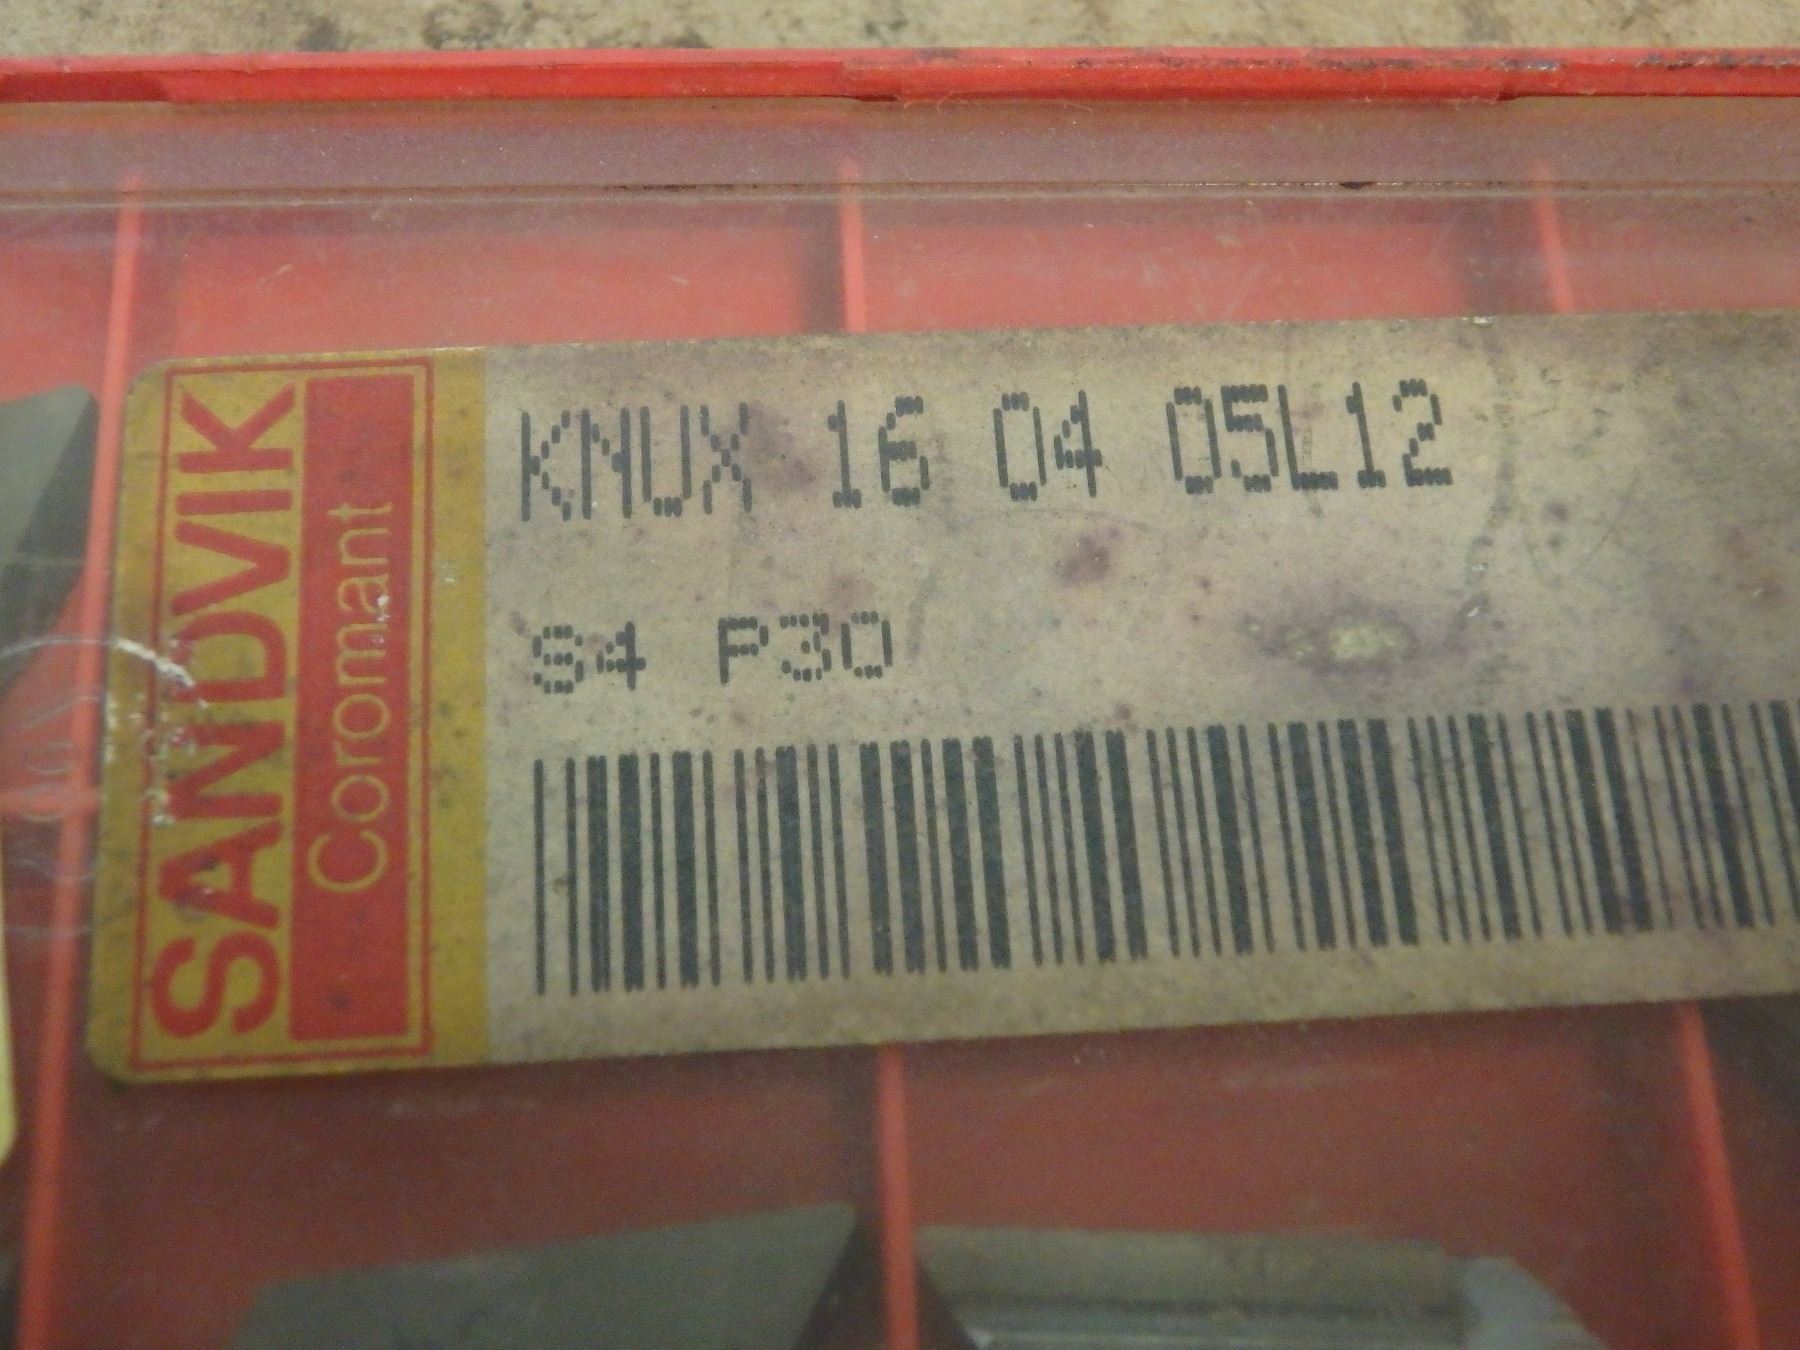 SANDVIK
Coromant
KNUX 16 04 05L12
S4 P30